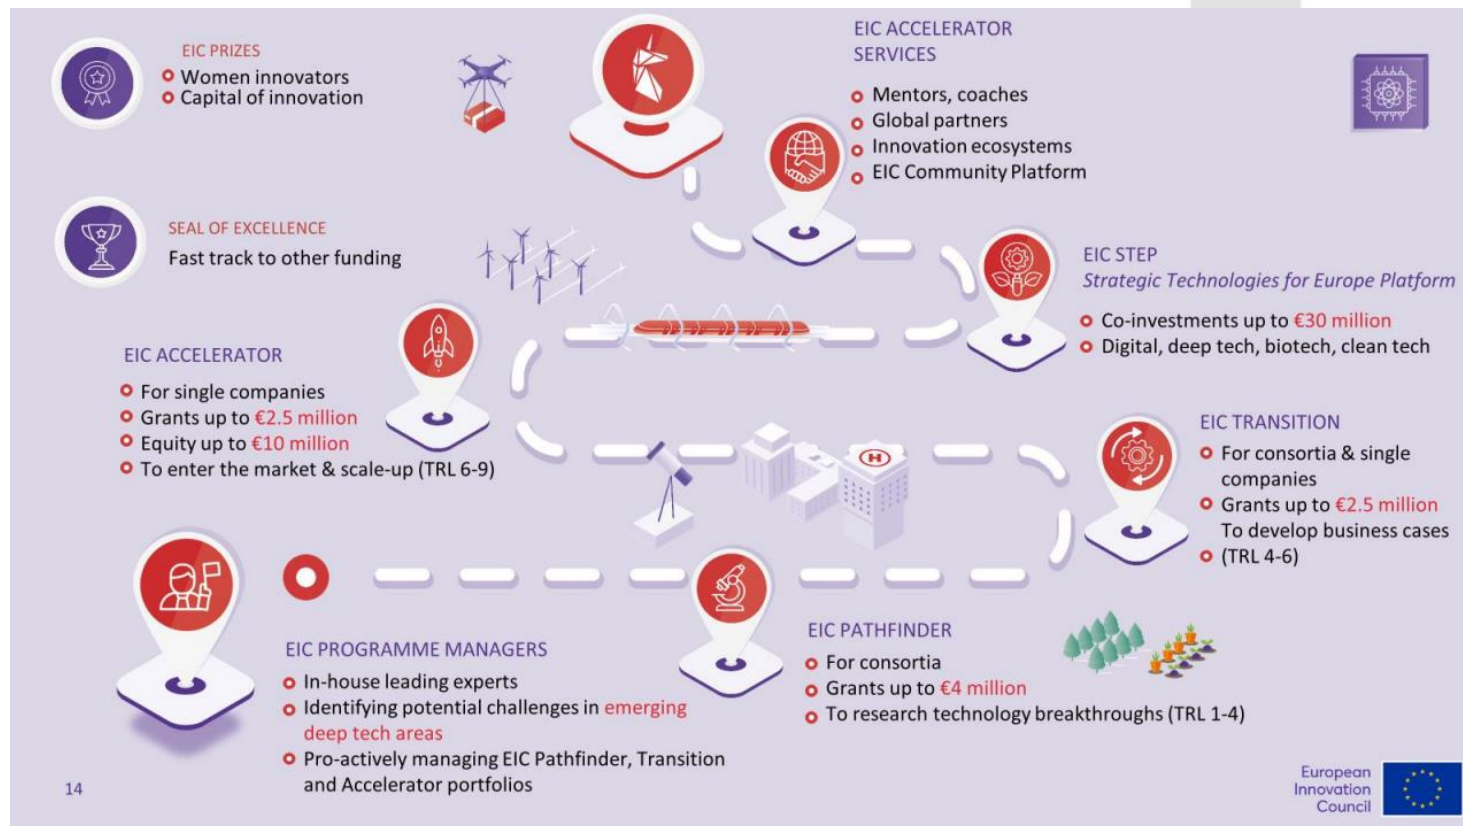 EIC PRIZES
Women innovators
Capital of innovation
SEAL OF EXCELLENCE
Fast track to other funding
EIC ACCELERATOR
SERVICES
Mentors, coaches
Global partners
Innovation ecosystems
EIC Community Platform
EIC STEP
Strategic Technologies for Europe Platform
Co-investments up to €30 million
Digital, deep tech, biotech, clean tech
EIC ACCELERATOR
For single companies
Grants up to €2.5 million
Equity up to €10 million
To enter the market & scale-up (TRL 6-9)
H
EIC TRANSITION
For consortia & single
companies
Grants up to €2.5 million
To develop business cases
(TRL 4-6)
EIC PROGRAMME MANAGERS
In-house leading experts
Identifying potential challenges in emerging
deep tech areas
Pro-actively managing EIC Pathfinder, Transition
and Accelerator portfolios
EIC PATHFINDER
For consortia
Grants up to €4 million
To research technology breakthroughs (TRL 1-4)
14
European
Innovation
Council